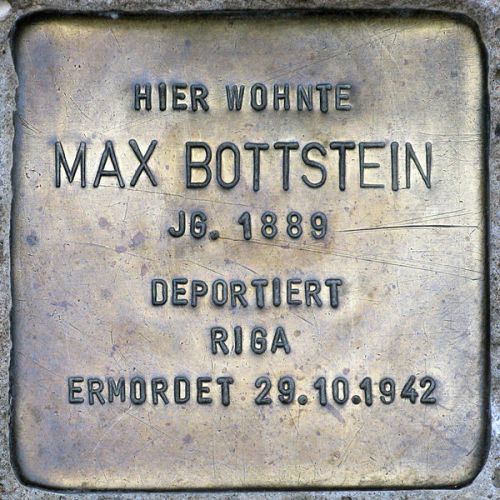 HIER WOHNTE
MAX BOTTSTEIN
JG. 1889
DEPORTIERT
RIGA
ERMORDET 29.10.1942